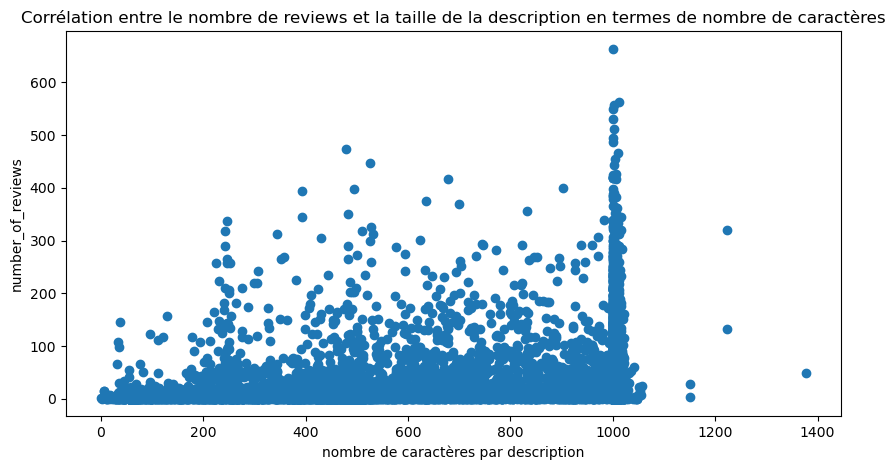 Corrélation entre le nombre de reviews et la taille de la description en termes de nombre de caractères
number_of_reviews
600
500
400
300
200
100
0
0 200 400 600 800 1000 1200 1400
nombre de caractères par description